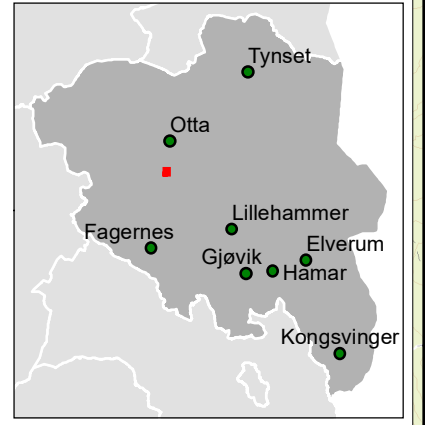 Tynset
Otta
Lillehammer
Fagernes
Elverum
Gjøvik
Hamar
Kongsvinger